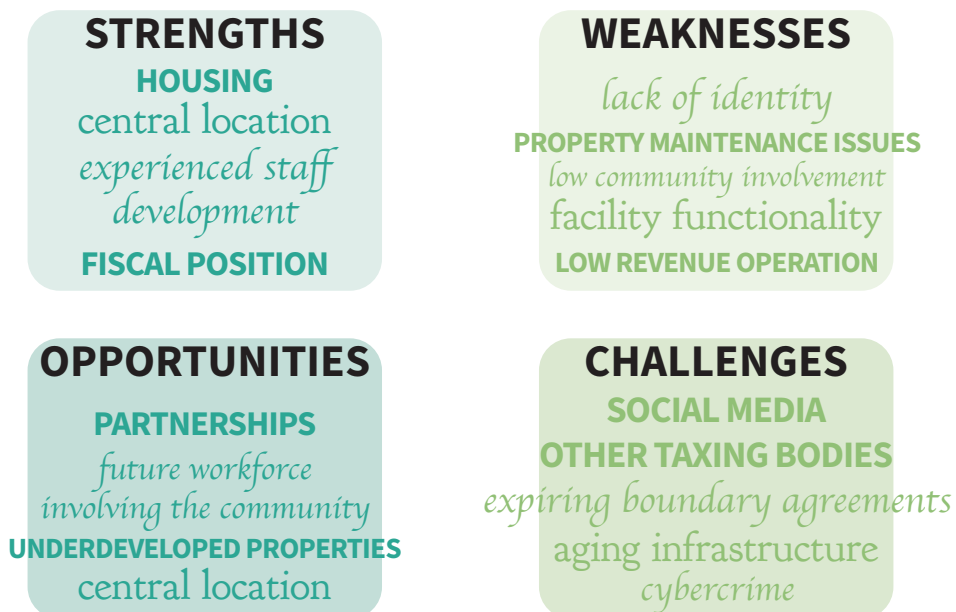 STRENGTHS
HOUSING
central location
experienced staff
development
FISCAL POSITION
WEAKNESSES
lack of identity
PROPERTY MAINTENANCE ISSUES
low community involvement
facility functionality
LOW REVENUE OPERATION
OPPORTUNITIES
PARTNERSHIPS
future workforce
involving the community
UNDERDEVELOPED PROPERTIES
central location
CHALLENGES
SOCIAL MEDIA
OTHER TAXING BODIES
expiring boundary agreements
aging infrastructure
cybercrime